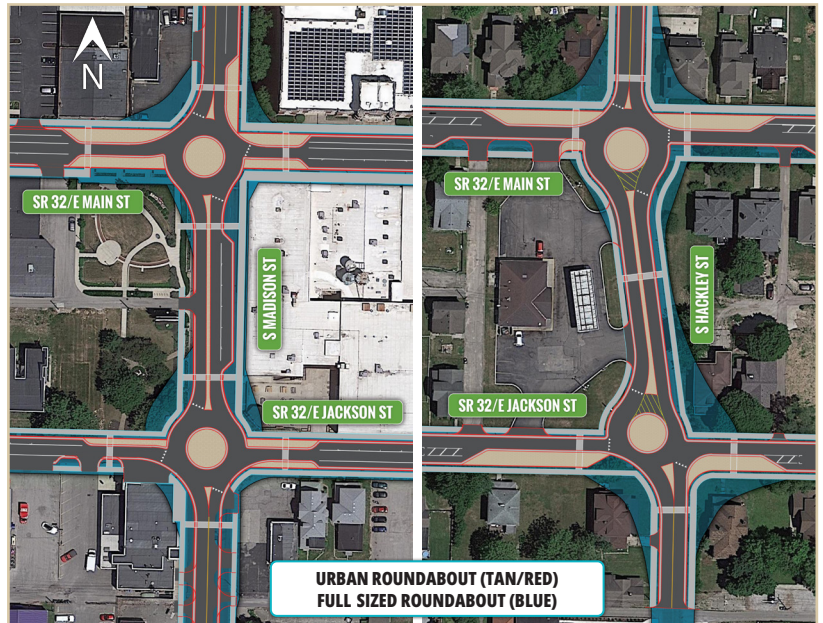 N
SR 32/E MAIN ST
S MADISON ST
SR 32/E JACKSON ST
SR 32/E MAIN ST
S HACKLEY ST
SR 32/E JACKSON ST
URBAN ROUNDABOUT (TAN/RED)
FULL SIZED ROUNDABOUT (BLUE)